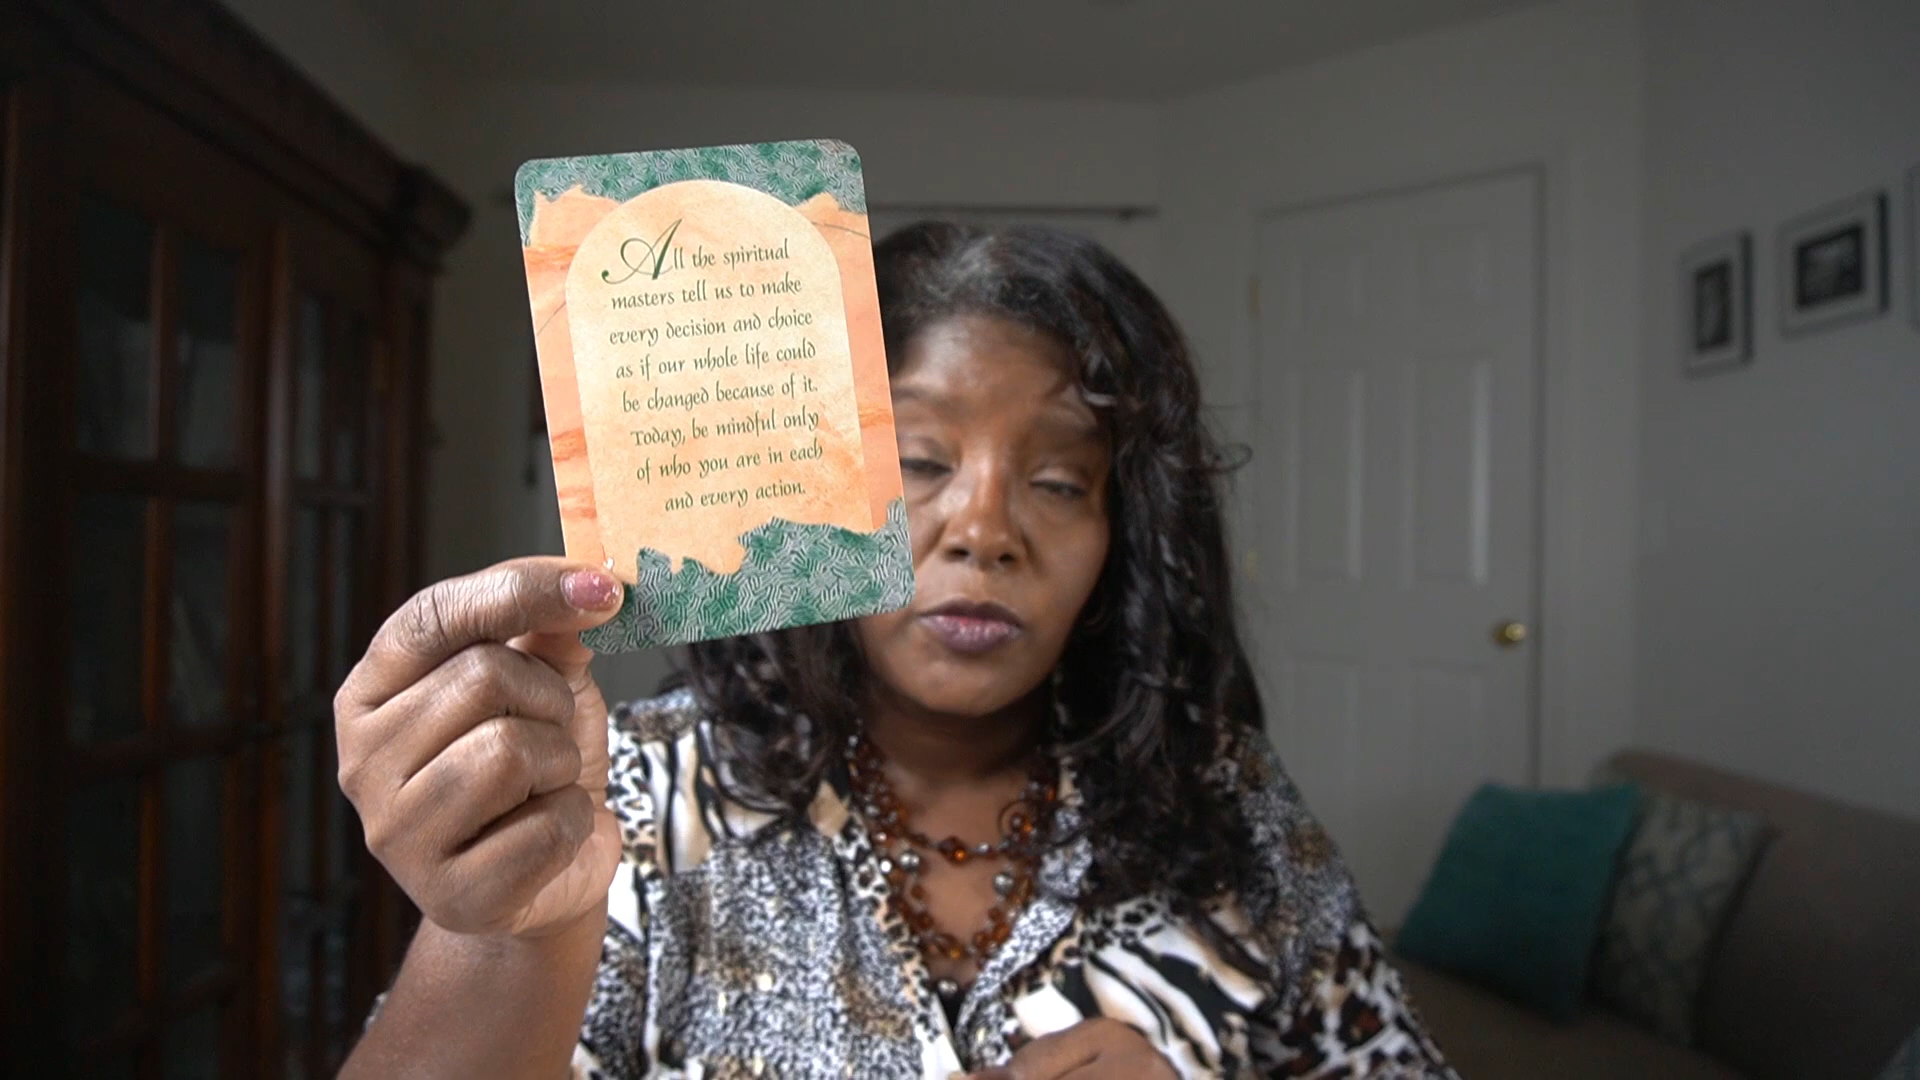 All the spiritual
masters tell us to make
every decision and choice
as if our whole life could
be changed because of it.
Today, be mindful only
of who you are in each
and every action.